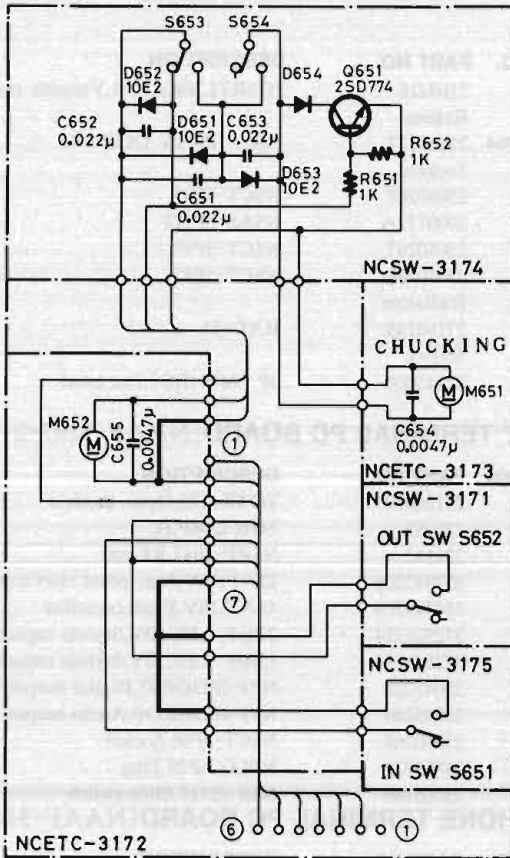 S653 S654
D652
10E2
D654
Q651
2SD774
C652
0.022μ
D651
10E2
C653
0.022μ
R652
1K
D653
10E2
R651
1K
C651
0.022μ
NCSW-3174
CHUCKING
M652
C655
0.0047μ
M651
C654
0.0047μ
1
NCETC-3173
NCSW-3171
OUT SW S652
7
NCSW-3175
IN SW S651
6 1
NCETC-3172